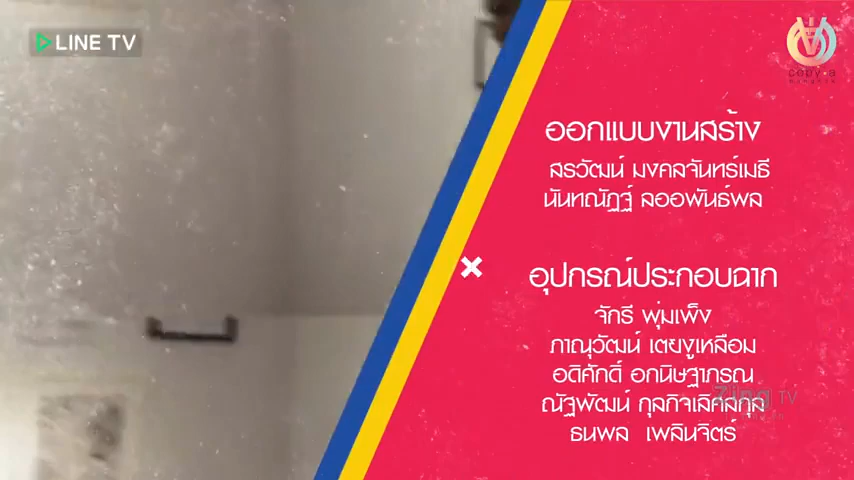 LINE TV
ออกแบบงานสร้าง
สรวัฒน์ มงคลจันทร์เมธี
นันทณัฏฐ์ ลออพันธ์พล
อุปกรณ์ประกอบฉาก
จักรี พุ่มเพ็ง
ภาณุวัฒน์ เตยงูเหลือม
อดิศักดิ์ อกนิษฐาภรณ
ณัฐพัฒน์ กุลกิจเลิศสกุล
Zing TV
ธนพล เพลินจิตร์